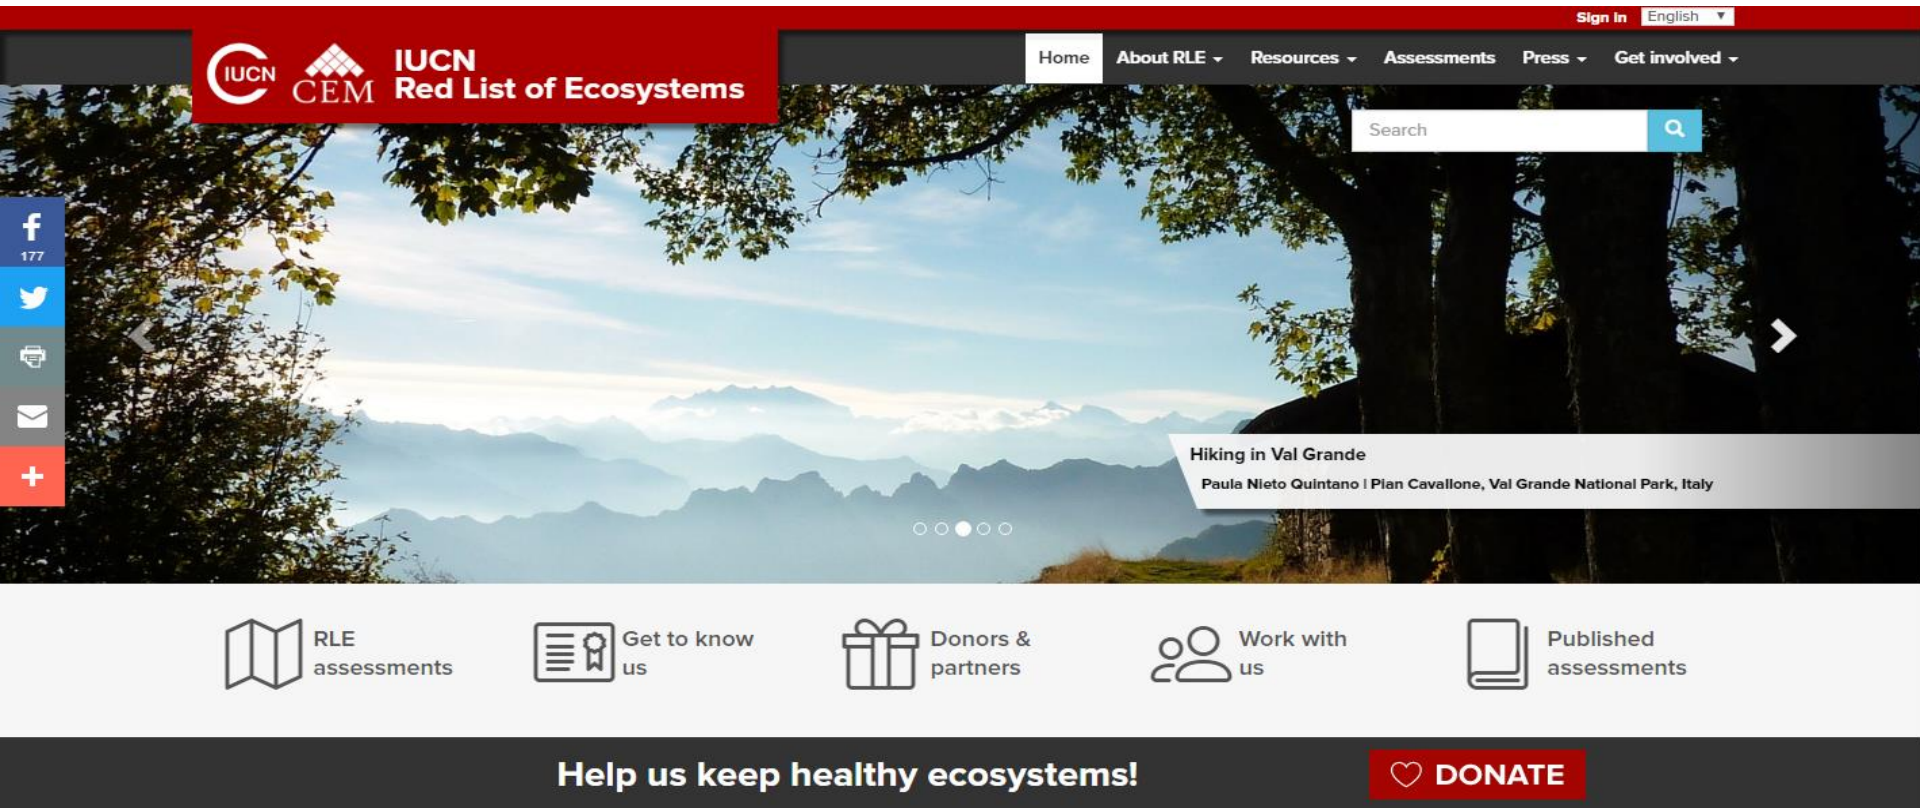 Sign In English
IUCN
CEM
IUCN
Red List of Ecosystems
Home About RLE Resources Assessments Press Get involved
Search
f
177
Hiking in Val Grande
Paula Nieto Quintano | Pian Cavallone, Val Grande National Park, Italy
RLE
assessments
Get to know
us
Donors &
partners
Work with
us
Published
assessments
Help us keep healthy ecosystems!
DONATE